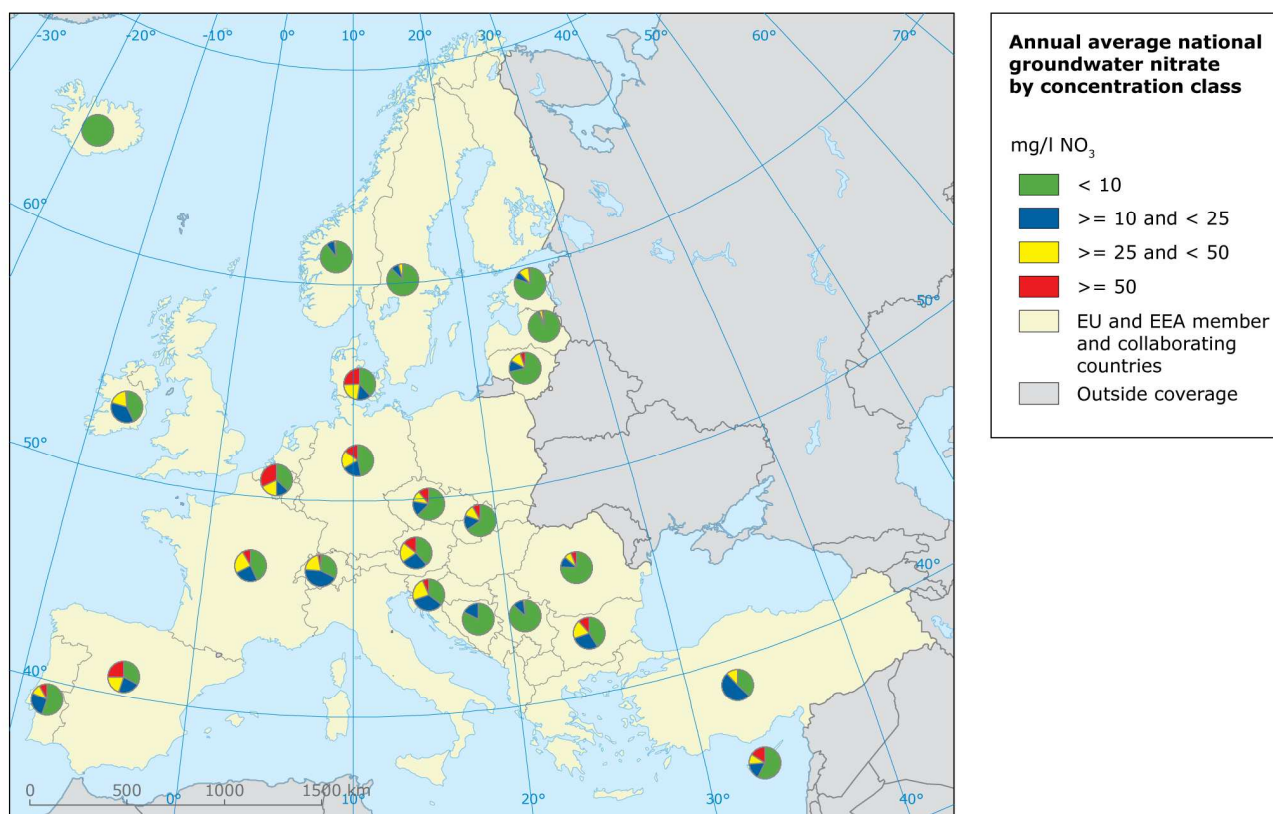 -30° -20° -10° 0° 10° 20° 30° 40° 50° 60° 70°
60°
50°
50°
40°
40°
0 500 1000 1500 km
0° 10° 20° 30° 40°
Annual average national
groundwater nitrate
by concentration class
mg/l NO₃
< 10
>= 10 and < 25
>= 25 and < 50
>= 50
EU and EEA member
and collaborating
countries
Outside coverage